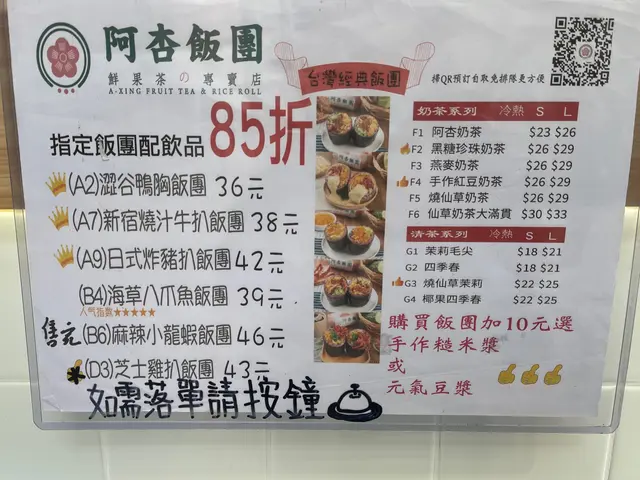 阿杏飯團
鮮果茶の專賣店
A-XING FRUIT TEA & RICE ROLL
台灣經典飯團
掃QR預訂自取免排隊更方便
指定飯團配飲品 85折
(A2)澀谷鴨胸飯團 36元
(A7)新宿燒汁牛扒飯團 38元
(A9)日式炸豬扒飯團 42元
(B4)海草八爪魚飯團 39元
人气指數★★★★★
售完 (B6)麻辣小龍蝦飯團 46元
(D3)芝士雞扒飯團 43元
如需落單請按鐘
奶茶系列 冷熱 S L
F1 阿杏奶茶 $23 $26
F2 黑糖珍珠奶茶 $26 $29
F3 燕麥奶茶 $26 $29
F4 手作紅豆奶茶 $26 $29
F5 燒仙草奶茶 $26 $29
F6 仙草奶茶大滿貫 $30 $33
清茶系列 冷熱 S L
G1 茉莉毛尖 $18 $21
G2 四季春 $18 $21
G3 燒仙草茉莉 $22 $25
G4 椰果四季春 $22 $25
購買飯團加10元選
手作糙米漿
或
元氣豆漿